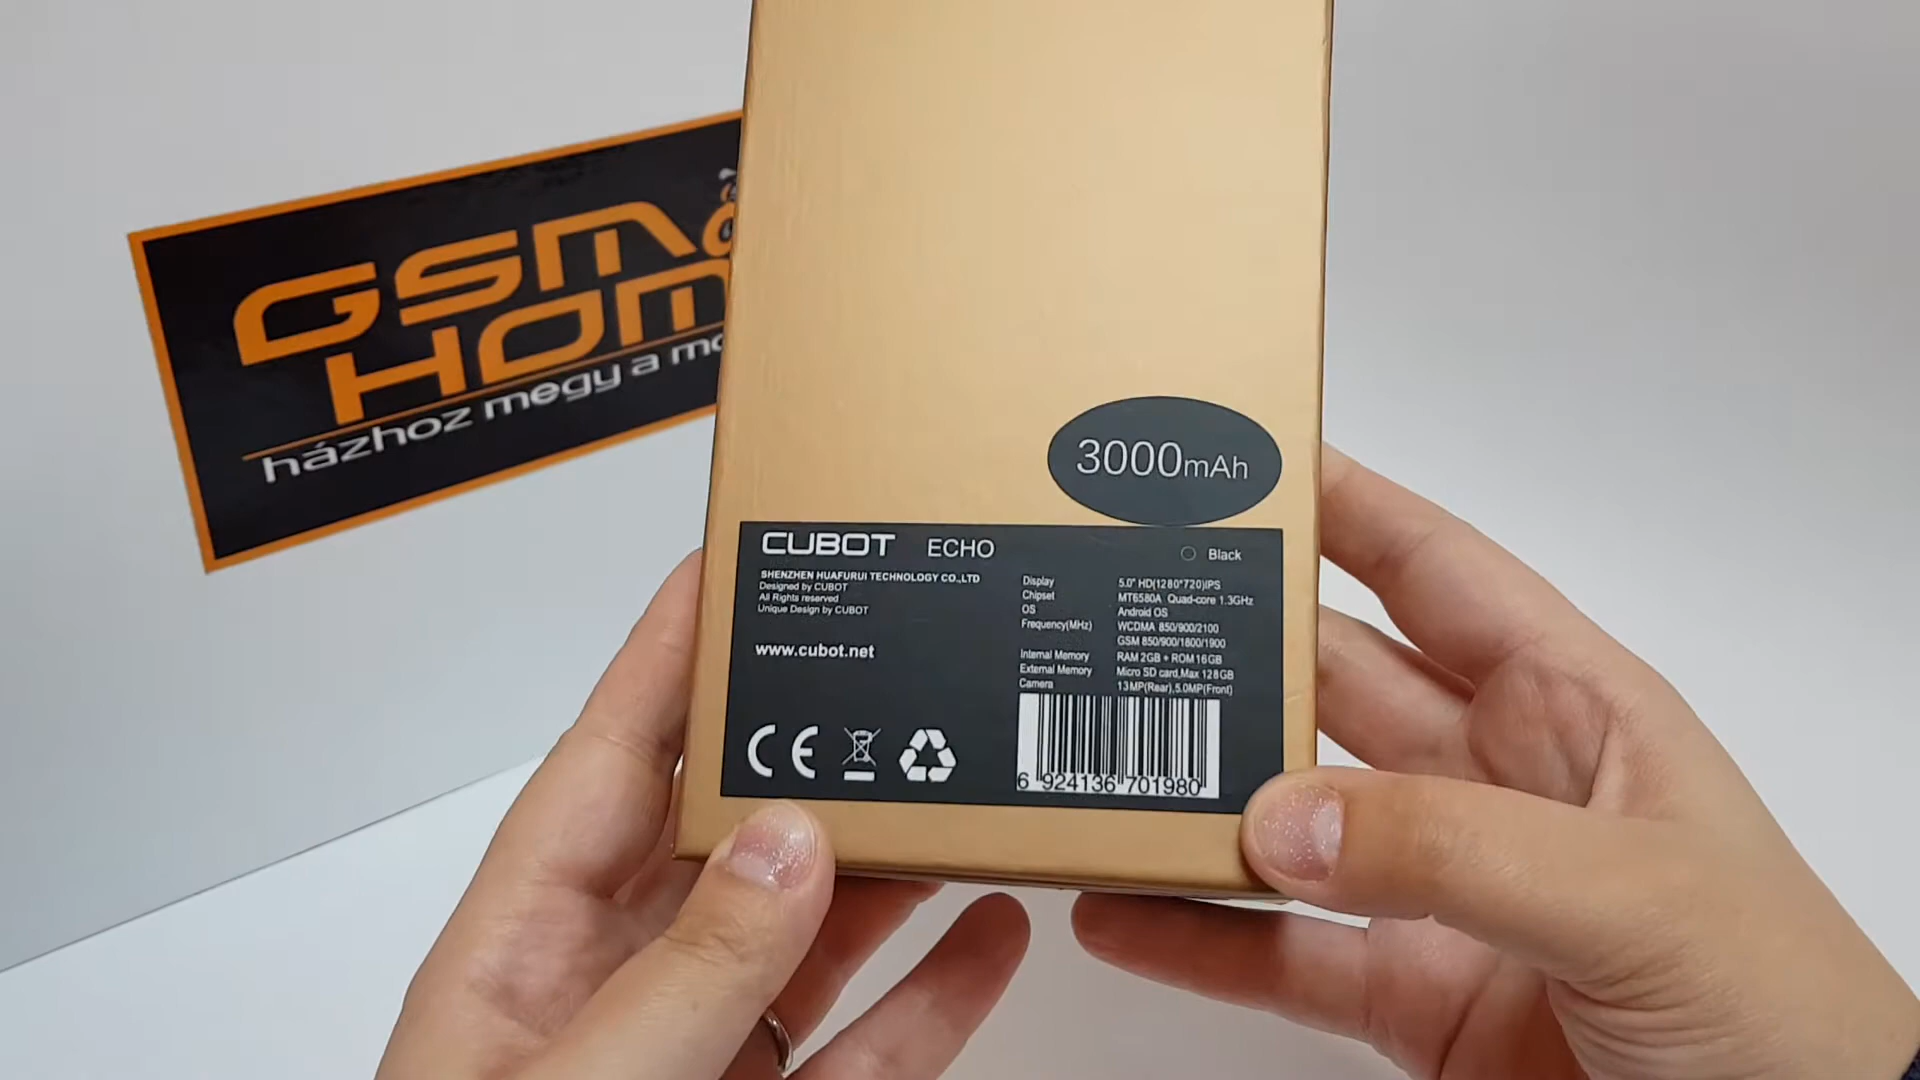 GSM
HOM
házhoz megy a
3000mAh
CUBOT ECHO
Black
SHENZHEN HUAFURUI TECHNOLOGY CO.,LTD
Designed by CUBOT
All Rights reserved
Unique Design by CUBOT
www.cubot.net
Display 5.0" HD(1280*720)IPS
Chipset MT6580A Quad-core 1.3GHz
OS Android OS
Frequency(MHz) WCDMA 850/900/2100
GSM 850/900/1800/1900
Internal Memory RAM 2GB + ROM 16GB
External Memory Micro SD card,Max 128GB
Camera 13MP(Rear),5.0MP(Front)
CE
6 924136 701980